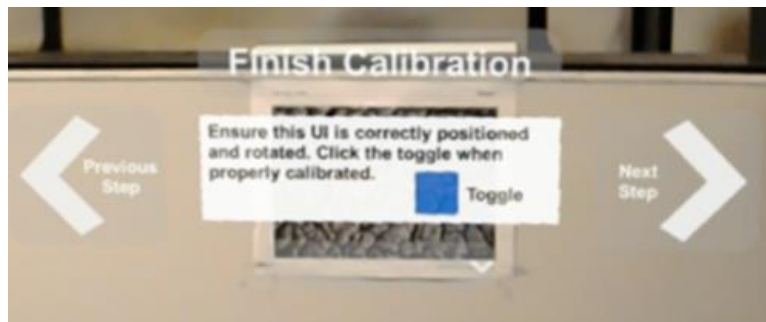 Finish Calibration
Ensure this UI is correctly positioned
and rotated. Click the toggle when
properly calibrated.
Toggle
Previous
Step
Next
Step